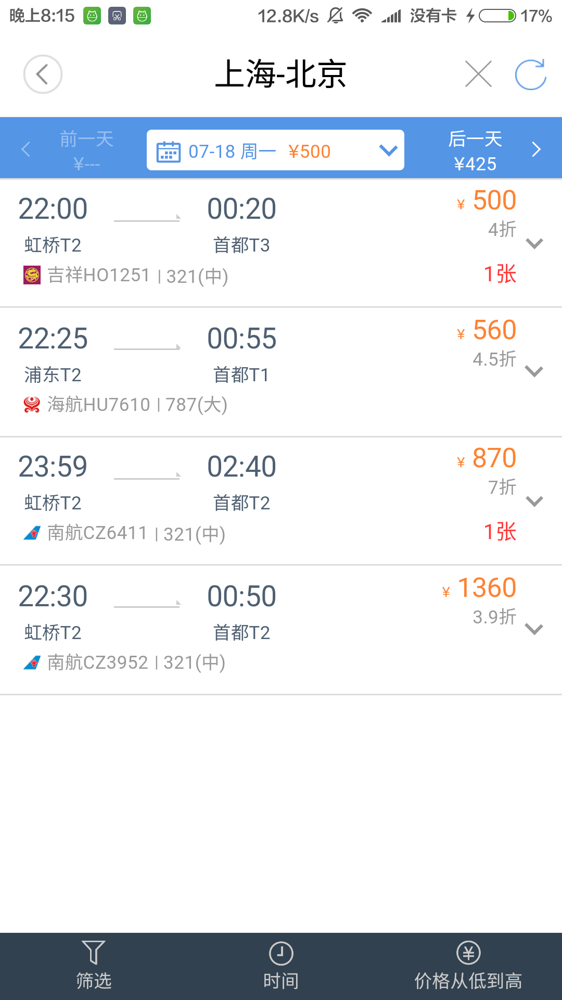 晚上8:15 12.8K/s 没有卡 17%
上海-北京
前一天 07-18 周一 ¥500 后一天
¥--- ¥425
22:00 00:20 ¥ 500
4折
虹桥T2 首都T3
吉祥HO1251 | 321(中) 1张
22:25 00:55 ¥ 560
4.5折
浦东T2 首都T1
海航HU7610 | 787(大)
23:59 02:40 ¥ 870
7折
虹桥T2 首都T2
南航CZ6411 | 321(中) 1张
22:30 00:50 ¥ 1360
3.9折
虹桥T2 首都T2
南航CZ3952 | 321(中)
筛选 时间 价格从低到高